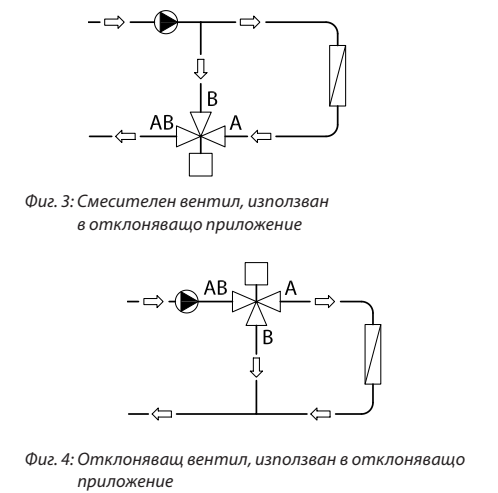 B
AB A
Фиг. 3: Смесителен вентил, използван
в отклоняващо приложение
AB A
B
Фиг. 4: Отклоняващ вентил, използван в отклоняващо
приложение